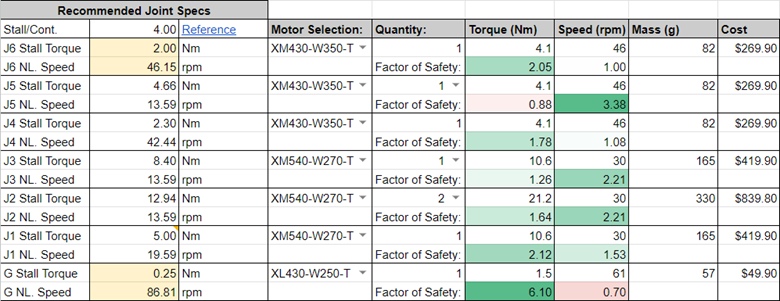 Recommended Joint Specs
Stall/Cont. 4.00 Reference Motor Selection: Quantity: Torque (Nm) Speed (rpm) Mass (g) Cost
J6 Stall Torque 2.00 Nm XM430-W350-T 1 4.1 46 82 $269.90
J6 NL. Speed 46.15 rpm Factor of Safety: 2.05 1.00
J5 Stall Torque 4.66 Nm XM430-W350-T 1 4.1 46 82 $269.90
J5 NL. Speed 13.59 rpm Factor of Safety: 0.88 3.38
J4 Stall Torque 2.30 Nm XM430-W350-T 1 4.1 46 82 $269.90
J4 NL. Speed 42.44 rpm Factor of Safety: 1.78 1.08
J3 Stall Torque 8.40 Nm XM540-W270-T 1 10.6 30 165 $419.90
J3 NL. Speed 13.59 rpm Factor of Safety: 1.26 2.21
J2 Stall Torque 12.94 Nm XM540-W270-T 2 21.2 30 330 $839.80
J2 NL. Speed 13.59 rpm Factor of Safety: 1.64 2.21
J1 Stall Torque 5.00 Nm XM540-W270-T 1 10.6 30 165 $419.90
J1 NL. Speed 19.59 rpm Factor of Safety: 2.12 1.53
G Stall Torque 0.25 Nm XL430-W250-T 1 1.5 61 57 $49.90
G NL. Speed 86.81 rpm Factor of Safety: 6.10 0.70